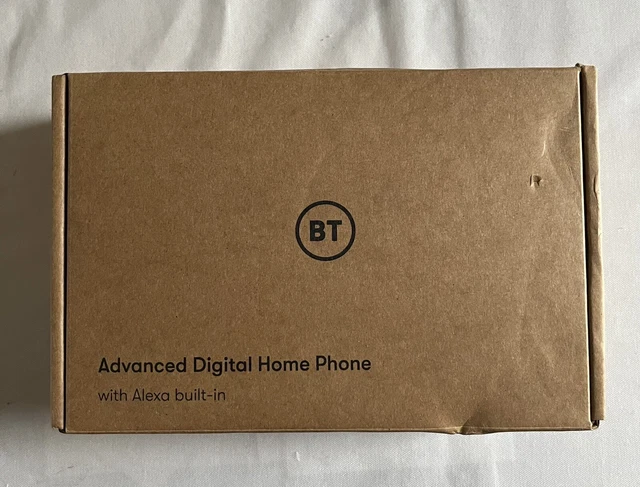 BT
Advanced Digital Home Phone
with Alexa built-in